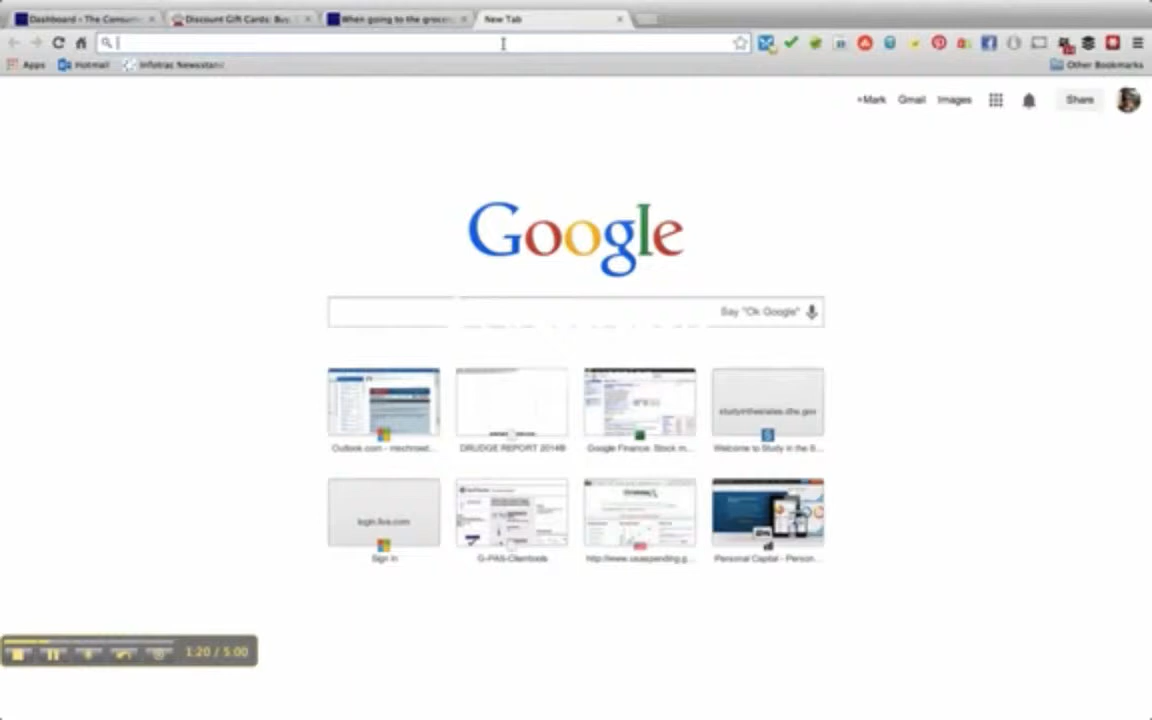 Dashboard - The Consum
Discount Gift Cards: Buy,
When going to the grocer
New Tab
Apps
Hotmail
Infotrac Newsstand
Other Bookmarks
+Mark
Gmail
Images
Share
Google
Say "Ok Google"
Outlook.com -
DRUDGE REPORT 2014®
Google Finance: Stock m...
studyinthestates.dhs.gov
Welcome to Study in the S...
login.live.com
Sign In
G-PAS-Clienttools
http://www.usaspending.g...
Personal Capital - Person...
1:20 / 5:00